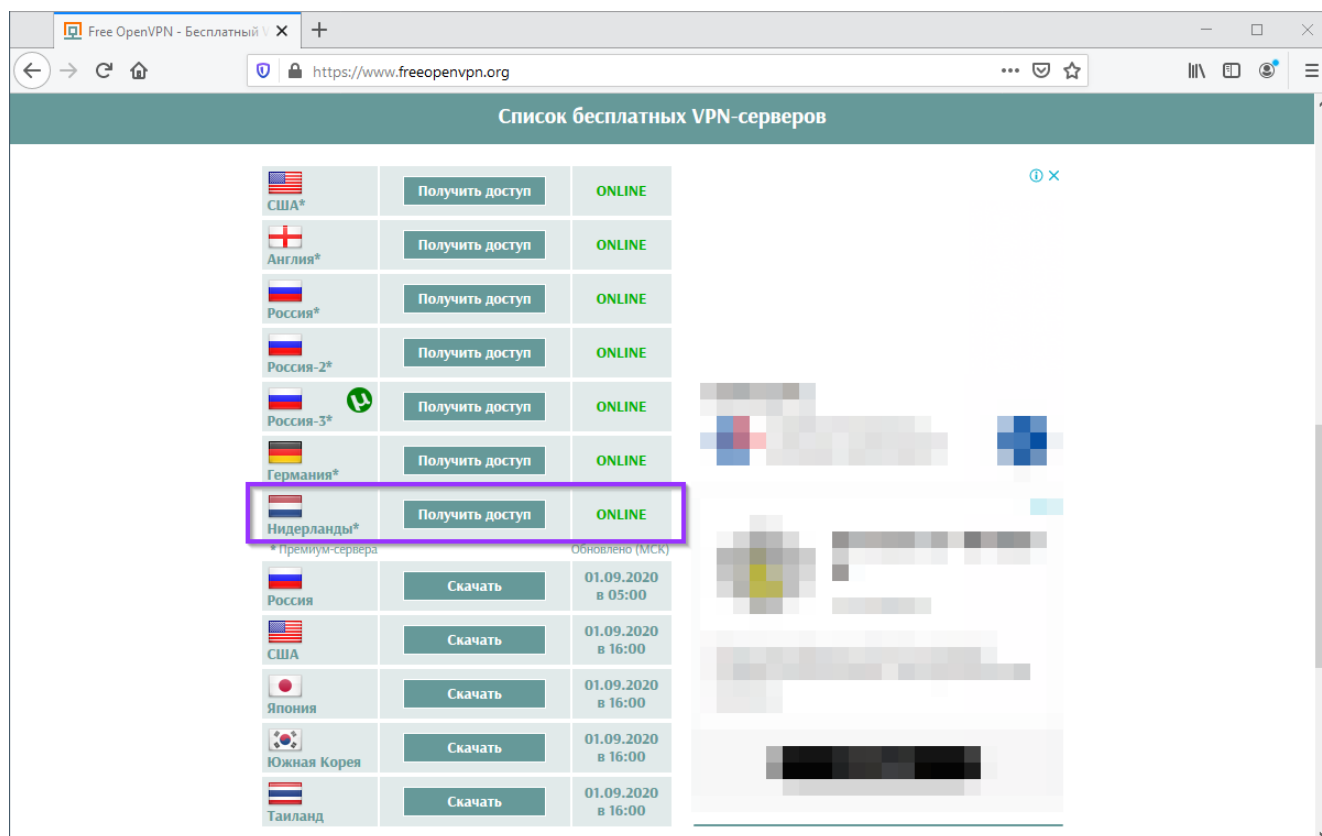 Free OpenVPN - Бесплатный V
https://www.freeopenvpn.org
Список бесплатных VPN-серверов
США*
Получить доступ
ONLINE
Англия*
Получить доступ
ONLINE
Россия*
Получить доступ
ONLINE
Россия-2*
Получить доступ
ONLINE
Россия-3*
Получить доступ
ONLINE
Германия*
Получить доступ
ONLINE
Нидерланды*
Получить доступ
ONLINE
* Премиум-сервера
Обновлено (МСК)
Россия
Скачать
01.09.2020
в 05:00
США
Скачать
01.09.2020
в 16:00
Япония
Скачать
01.09.2020
в 16:00
Южная Корея
Скачать
01.09.2020
в 16:00
Таиланд
Скачать
01.09.2020
в 16:00